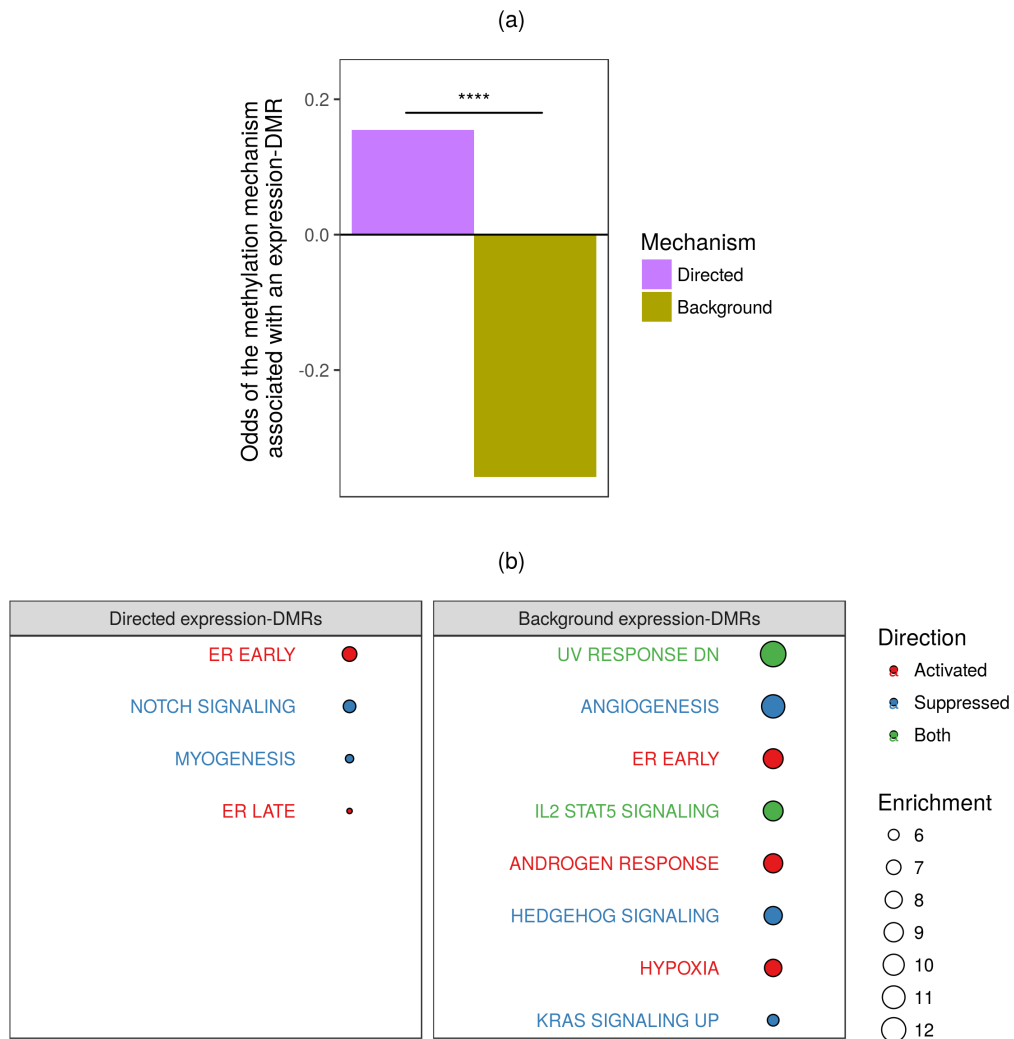 (a)
Odds of the methylation mechanism
associated with an expression-DMR
0.2
0.0
-0.2
****
Mechanism
Directed
Background
(b)
Directed expression-DMRs
ER EARLY
NOTCH SIGNALING
MYOGENESIS
ER LATE
Background expression-DMRs
UV RESPONSE DN
ANGIOGENESIS
ER EARLY
IL2 STAT5 SIGNALING
ANDROGEN RESPONSE
HEDGEHOG SIGNALING
HYPOXIA
KRAS SIGNALING UP
Direction
Activated
Suppressed
Both
Enrichment
6
7
8
9
10
11
12